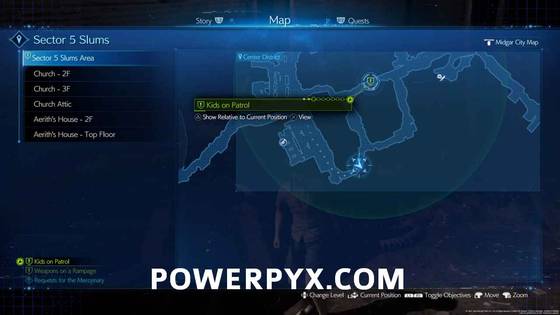 Story
Map
Quests
Sector 5 Slums
Midgar City Map
Sector 5 Slums Area
Center District
Church - 2F
Church - 3F
Church Attic
Aerith's House - 2F
Aerith's House - Top Floor
Kids on Patrol
Show Relative to Current Position
View
Kids on Patrol
Weapons on a Rampage
Requests for the Mercenary
POWERPYX.COM
Change Level
Current Position
Toggle Objectives
Move
Zoom